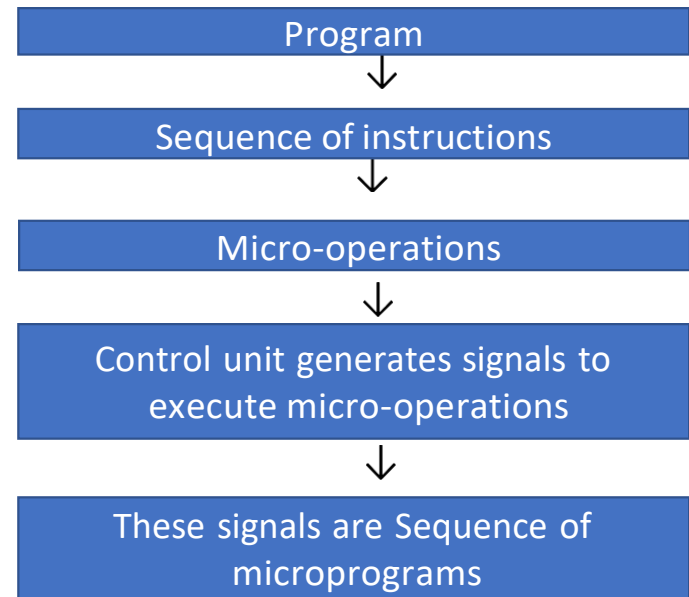 Program
Sequence of instructions
Micro-operations
Control unit generates signals to
execute micro-operations
These signals are Sequence of
microprograms